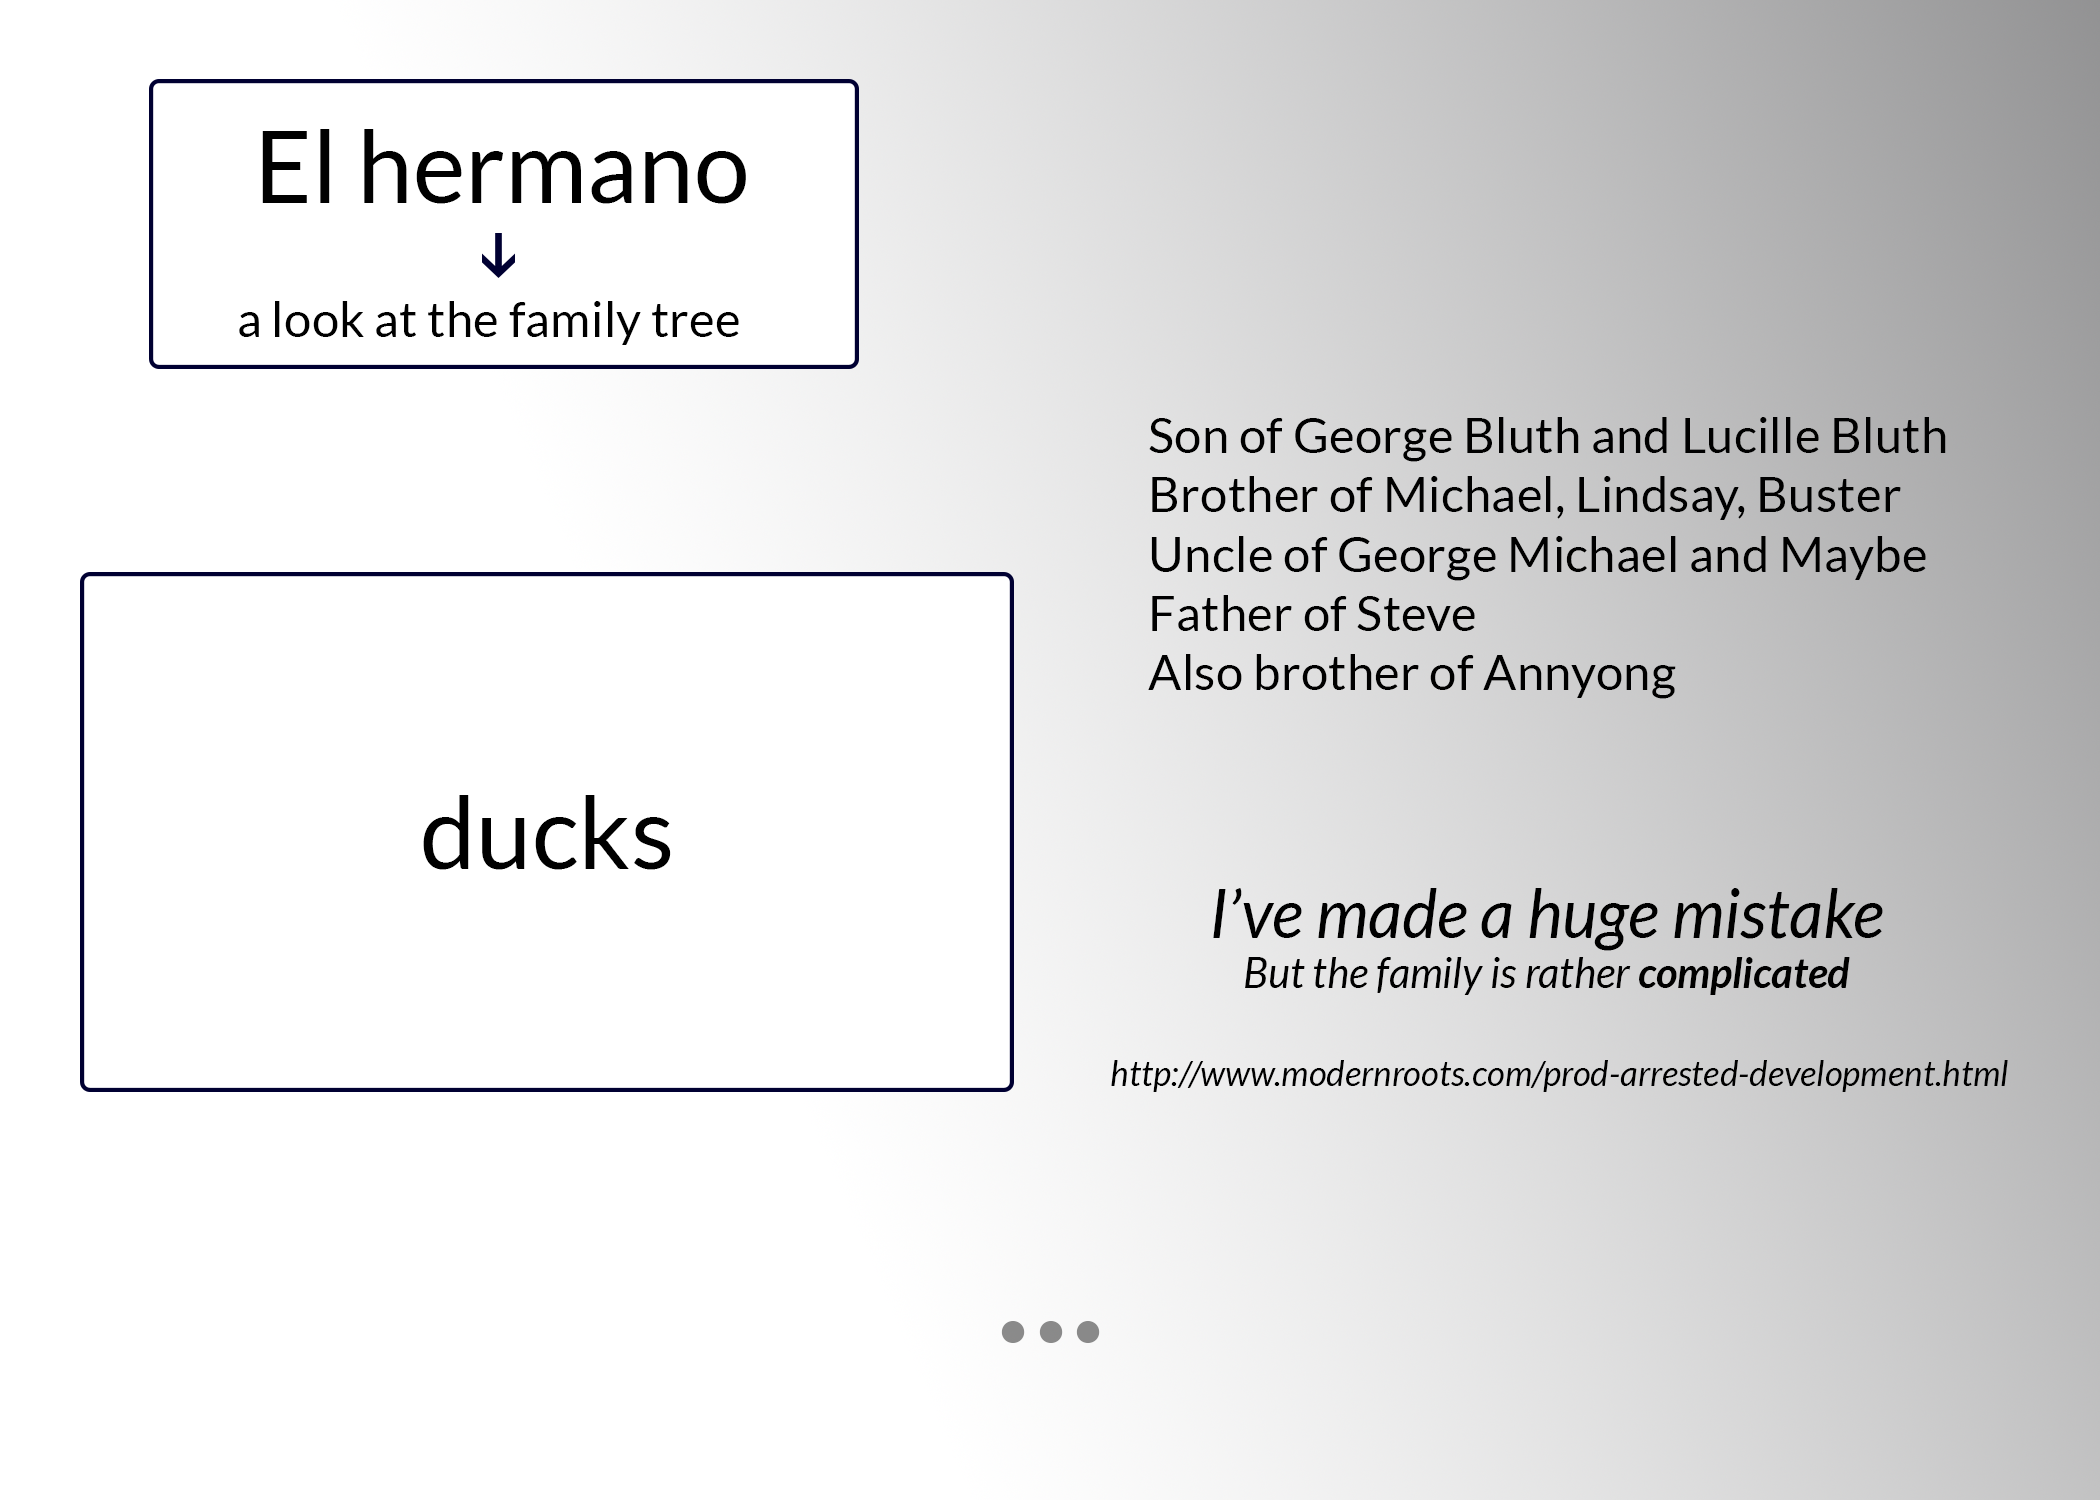 El hermano
a look at the family tree
Son of George Bluth and Lucille Bluth
Brother of Michael, Lindsay, Buster
Uncle of George Michael and Maybe
Father of Steve
Also brother of Annyong
ducks
I’ve made a huge mistake
But the family is rather complicated
http://www.modernroots.com/prod-arrested-development.html